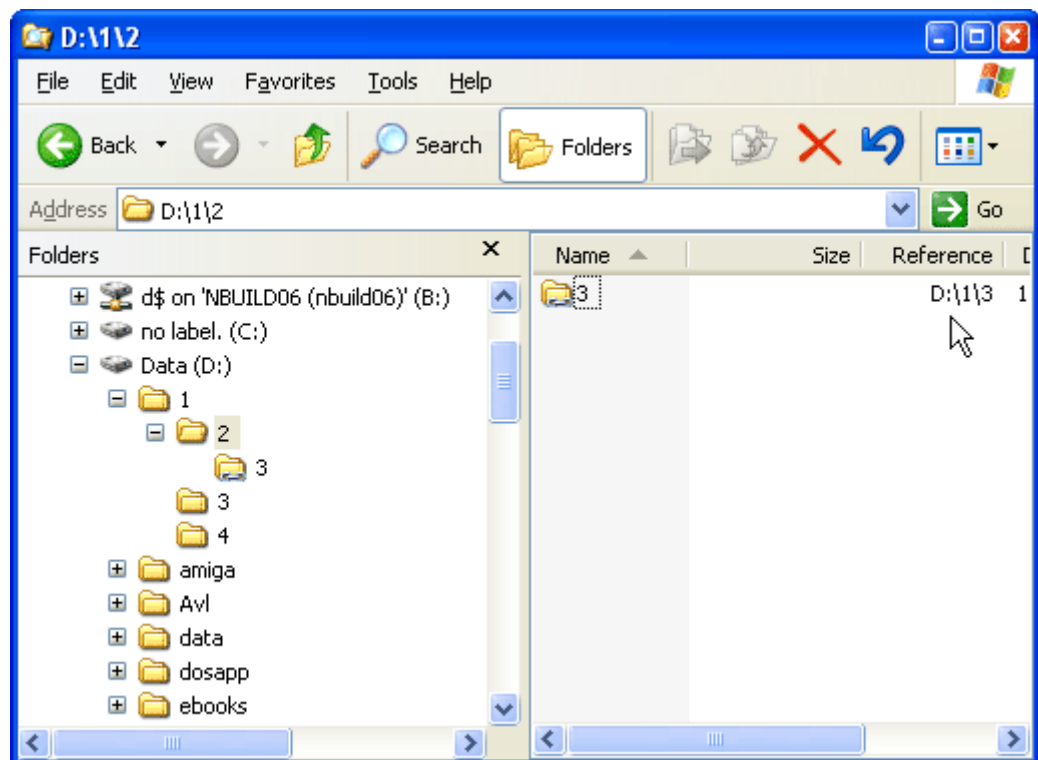 D:\1\2
File Edit View Favorites Tools Help
Back Search Folders
Address D:\1\2 Go
Folders
Name Size Reference D
d$ on 'NBUILD06 (nbuild06)' (B:)
no label. (C:)
Data (D:)
1
2
3
3
4
amiga
Avl
data
dosapp
ebooks
3 D:\1\3 1